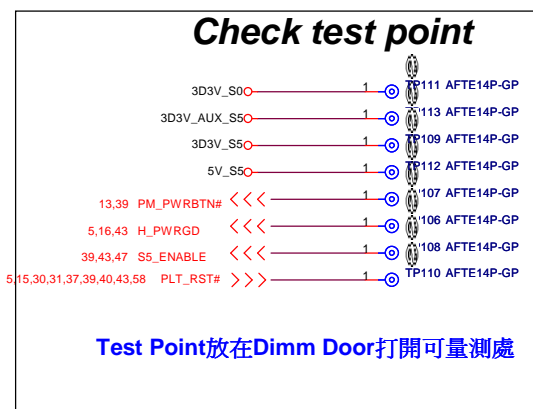 Check test point
3D3V_S0 1 TP111 AFTE14P-GP
3D3V_AUX_S5 1 113 AFTE14P-GP
3D3V_S5 1 TP109 AFTE14P-GP
5V_S5 1 TP112 AFTE14P-GP
13,39 PM_PWRBTN# 1 107 AFTE14P-GP
5,16,43 H_PWRGD 1 106 AFTE14P-GP
39,43,47 S5_ENABLE 1 108 AFTE14P-GP
5,15,30,31,37,39,40,43,58 PLT_RST# 1 TP110 AFTE14P-GP
Test Point放在Dimm Door打開可量測處